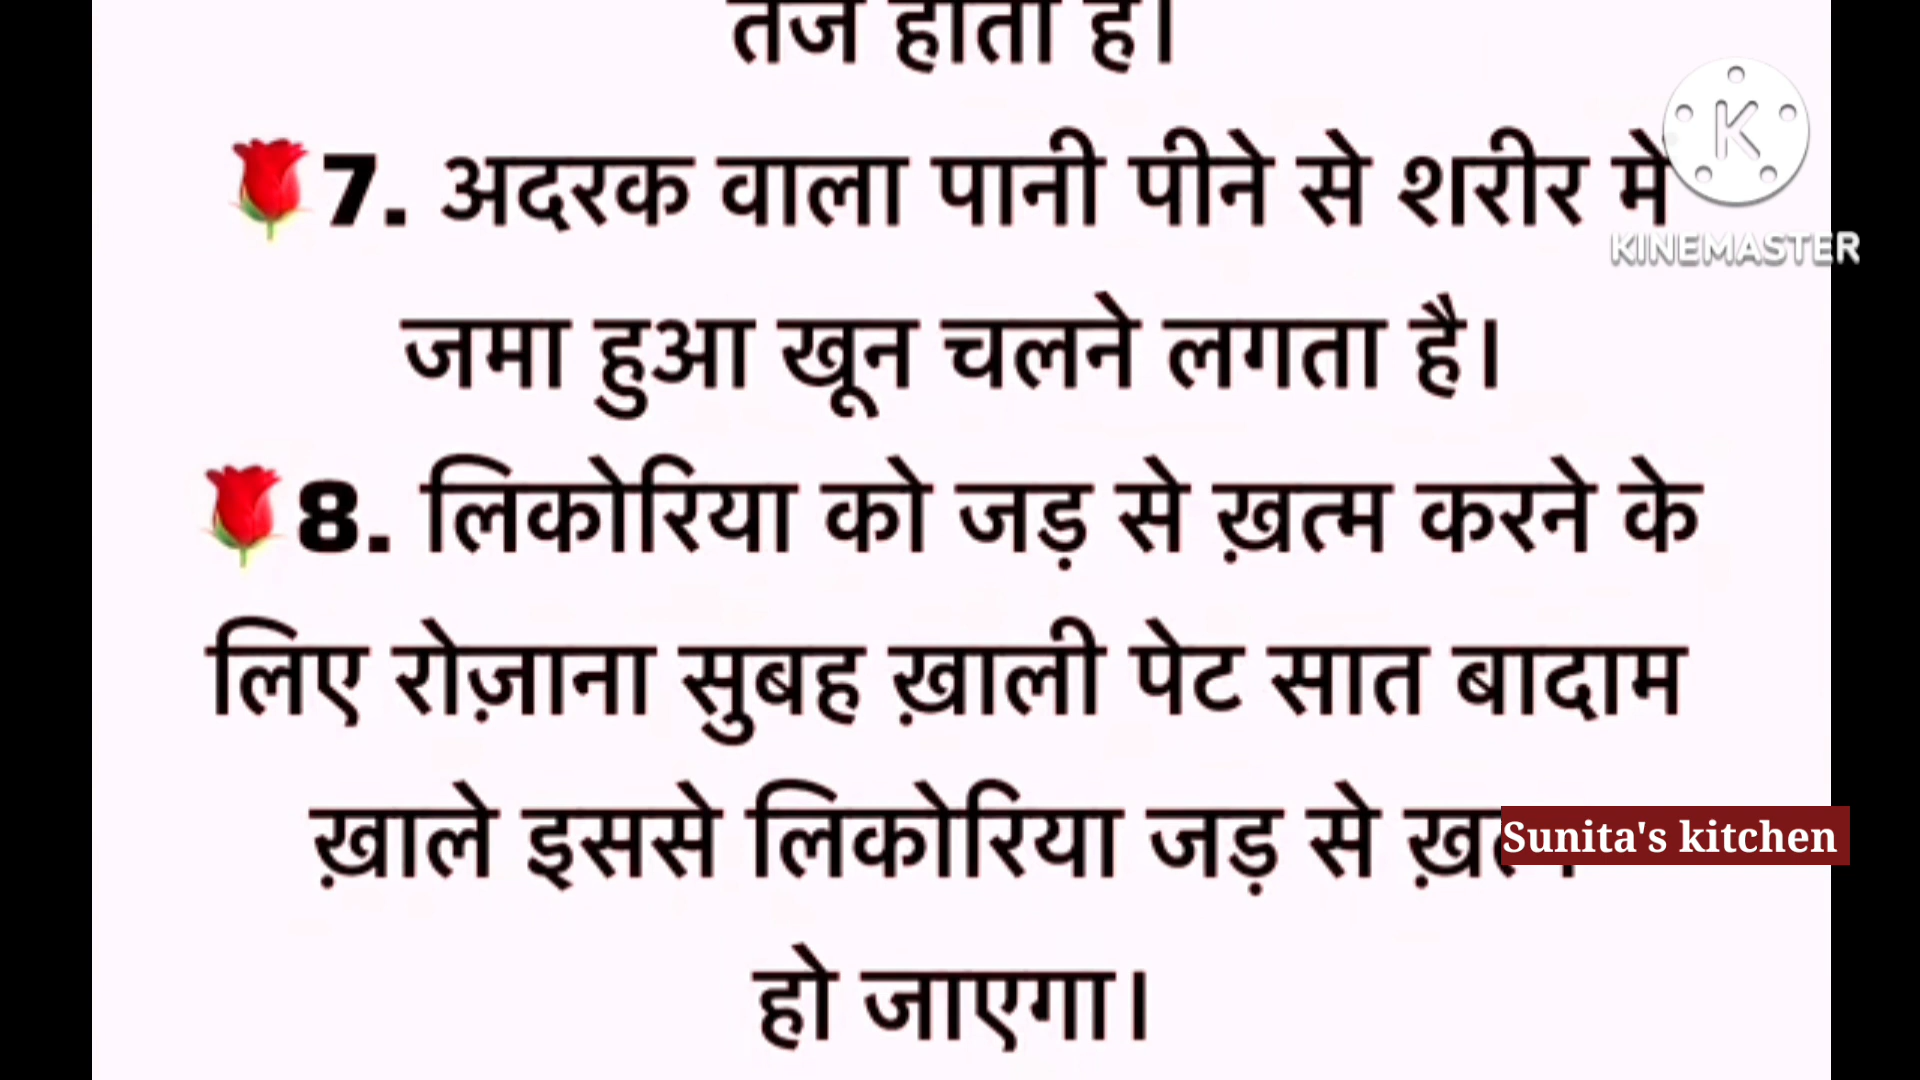 होता है।
🌹7. अदरक वाला पानी पीने से शरीर मे
जमा हुआ खून चलने लगता है।
🌹8. लिकोरिया को जड़ से ख़त्म करने के
लिए रोज़ाना सुबह ख़ाली पेट सात बादाम
ख़ाले इससे लिकोरिया जड़ से
हो जाएगा।
K
KINEMASTER
Sunita's kitchen